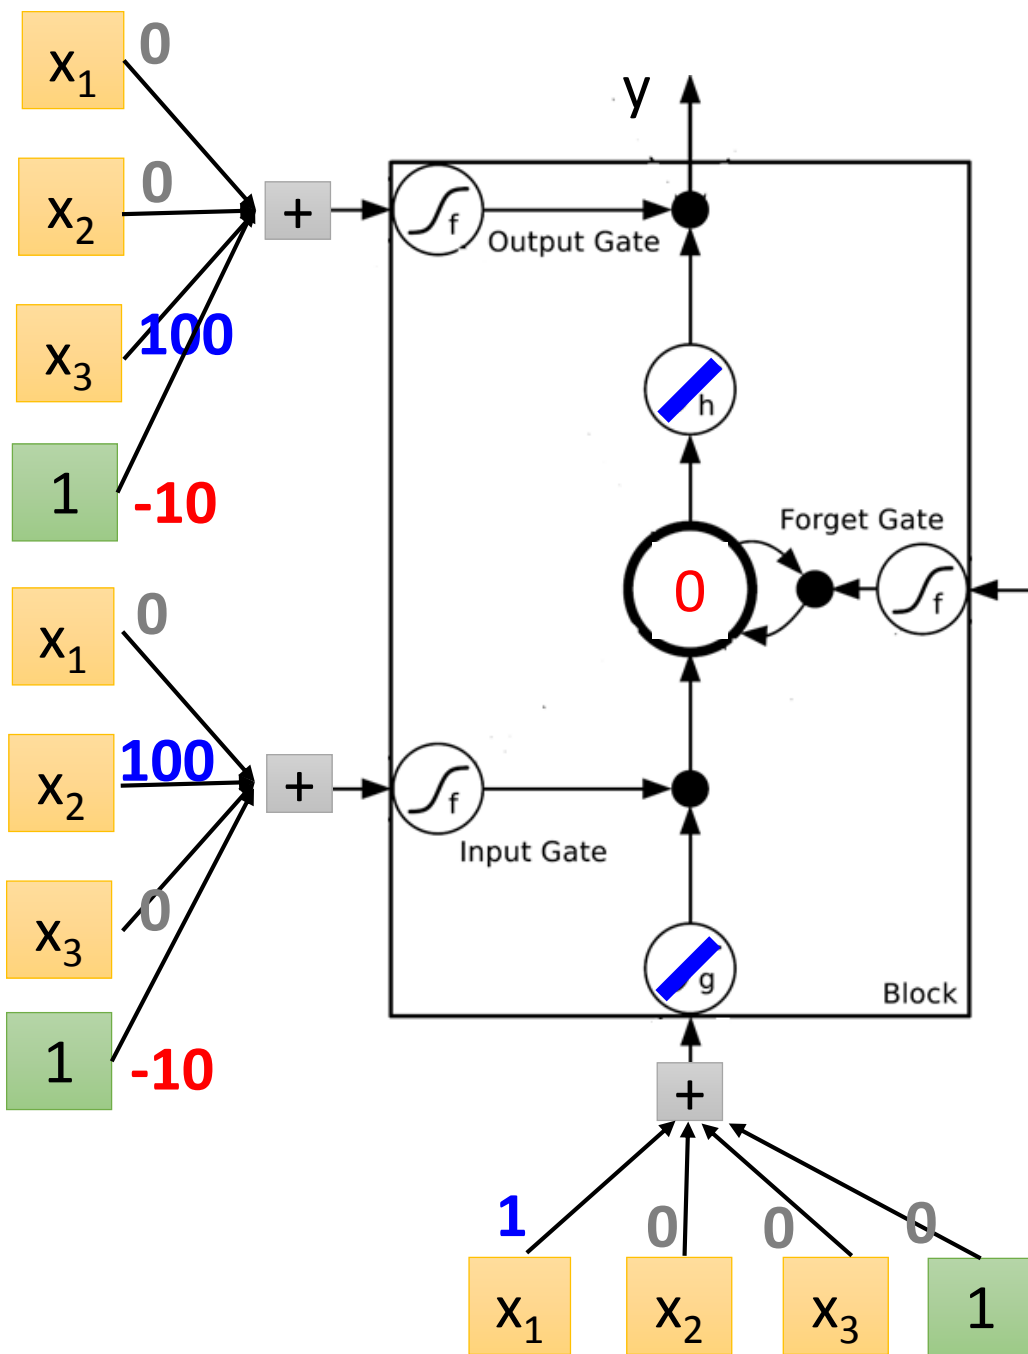 x1 0
y
x2 0
+
f
Output Gate
x3 100
h
1 -10
Forget Gate
0
f
x1 0
x2 100
+
f
Input Gate
x3 0
g
Block
1 -10
+
1 0 0 0
x1 x2 x3 1